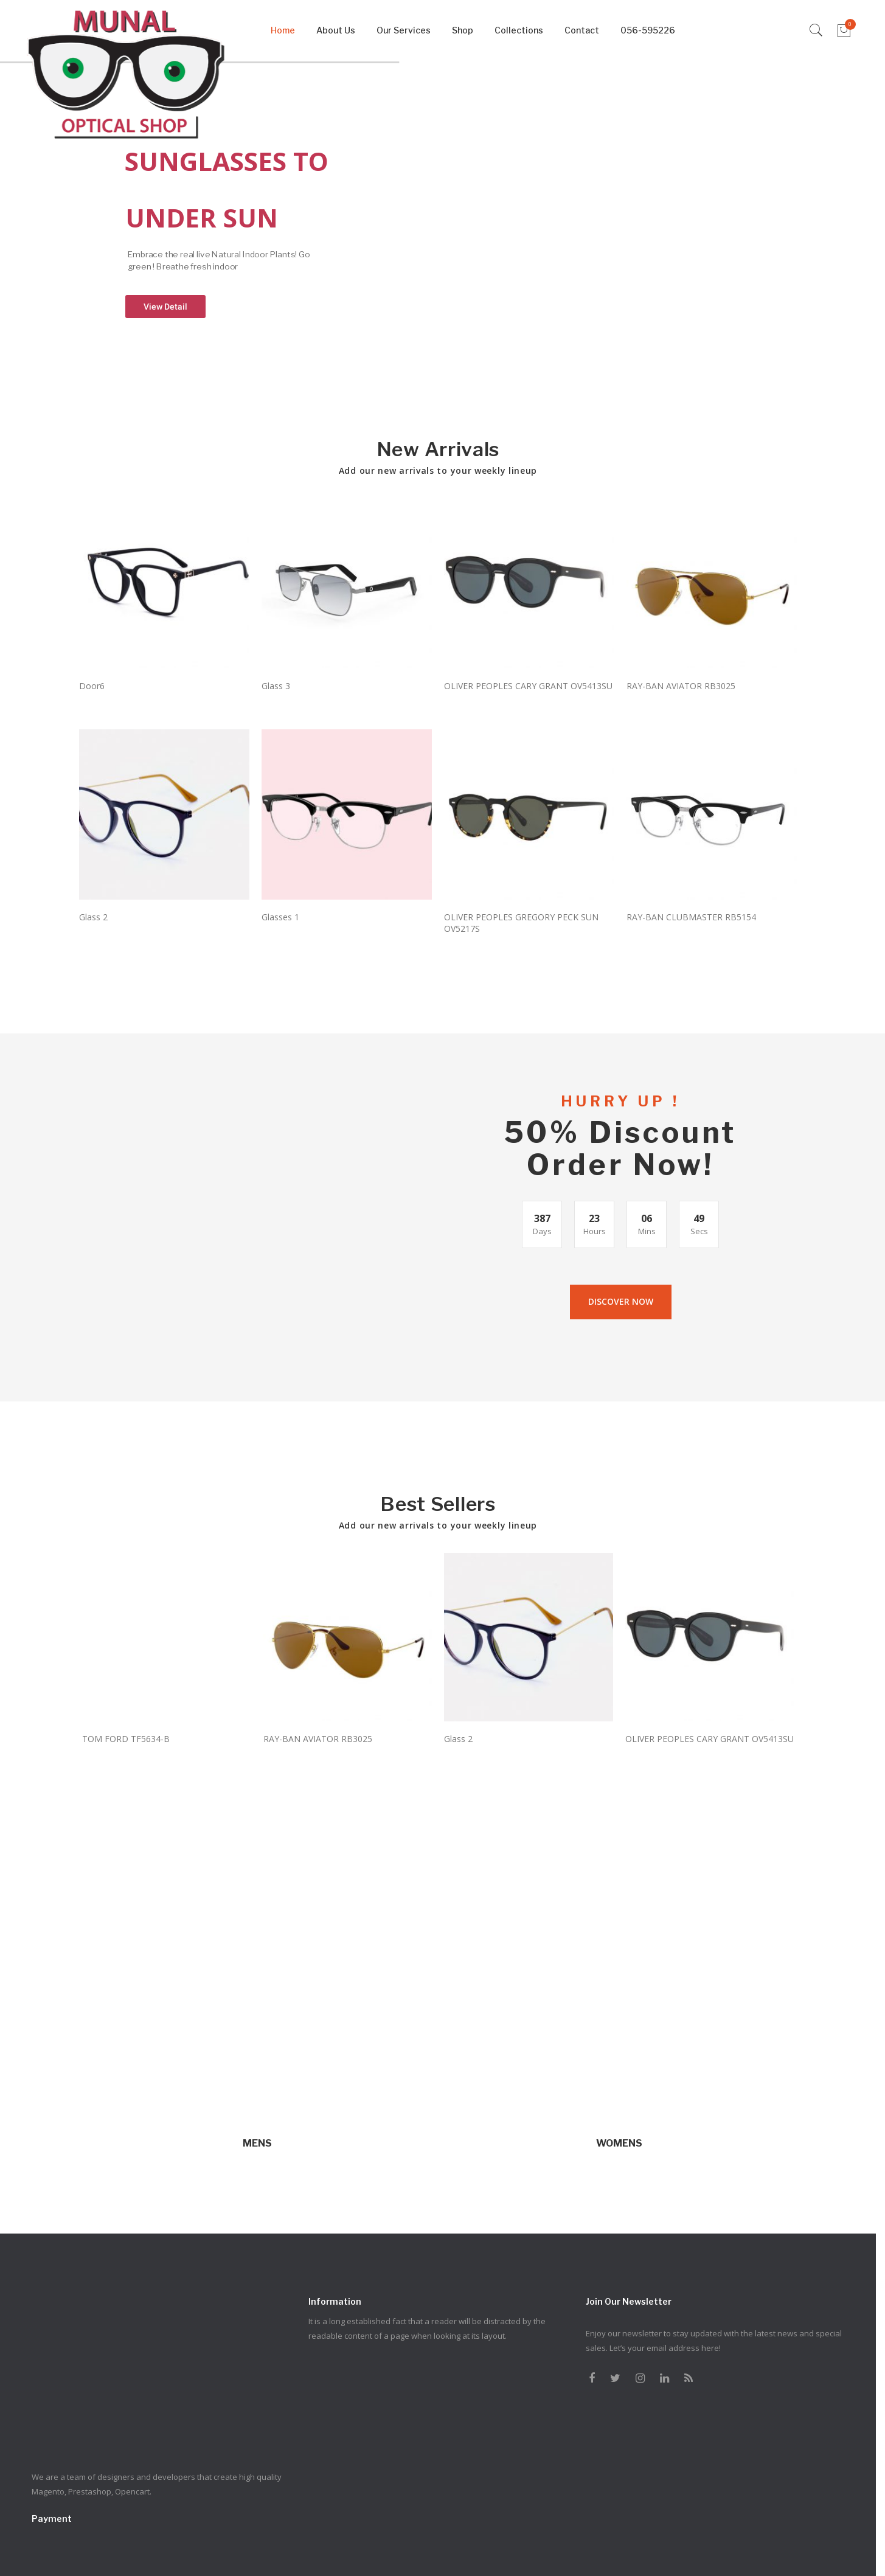 MUNAL
OPTICAL SHOP
Home About Us Our Services Shop Collections Contact 056-595226
0
SUNGLASSES TO
UNDER SUN
Embrace the real live Natural Indoor Plants! Go
green ! Breathe fresh indoor
View Detail
New Arrivals
Add our new arrivals to your weekly lineup
Door6
Glass 3
OLIVER PEOPLES CARY GRANT OV5413SU
RAY-BAN AVIATOR RB3025
Glass 2
Glasses 1
OLIVER PEOPLES GREGORY PECK SUN
OV5217S
RAY-BAN CLUBMASTER RB5154
HURRY UP !
50% Discount
Order Now!
387 23 06 49
Days Hours Mins Secs
DISCOVER NOW
Best Sellers
Add our new arrivals to your weekly lineup
TOM FORD TF5634-B
RAY-BAN AVIATOR RB3025
Glass 2
OLIVER PEOPLES CARY GRANT OV5413SU
MENS
WOMENS
Information
It is a long established fact that a reader will be distracted by the
readable content of a page when looking at its layout.
Join Our Newsletter
Enjoy our newsletter to stay updated with the latest news and special
sales. Let's your email address here!
We are a team of designers and developers that create high quality
Magento, Prestashop, Opencart.
Payment